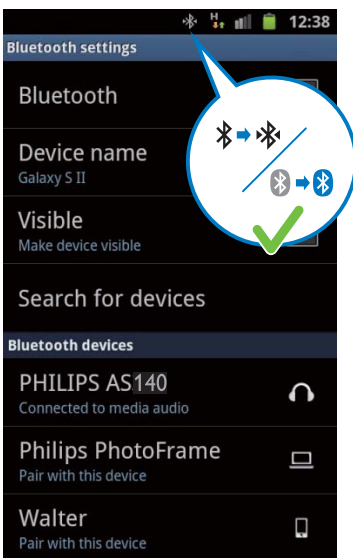 H 12:38
Bluetooth settings
Bluetooth
Device name
Galaxy S II
Visible
Make device visible
Search for devices
Bluetooth devices
PHILIPS AS140
Connected to media audio
Philips PhotoFrame
Pair with this device
Walter
Pair with this device